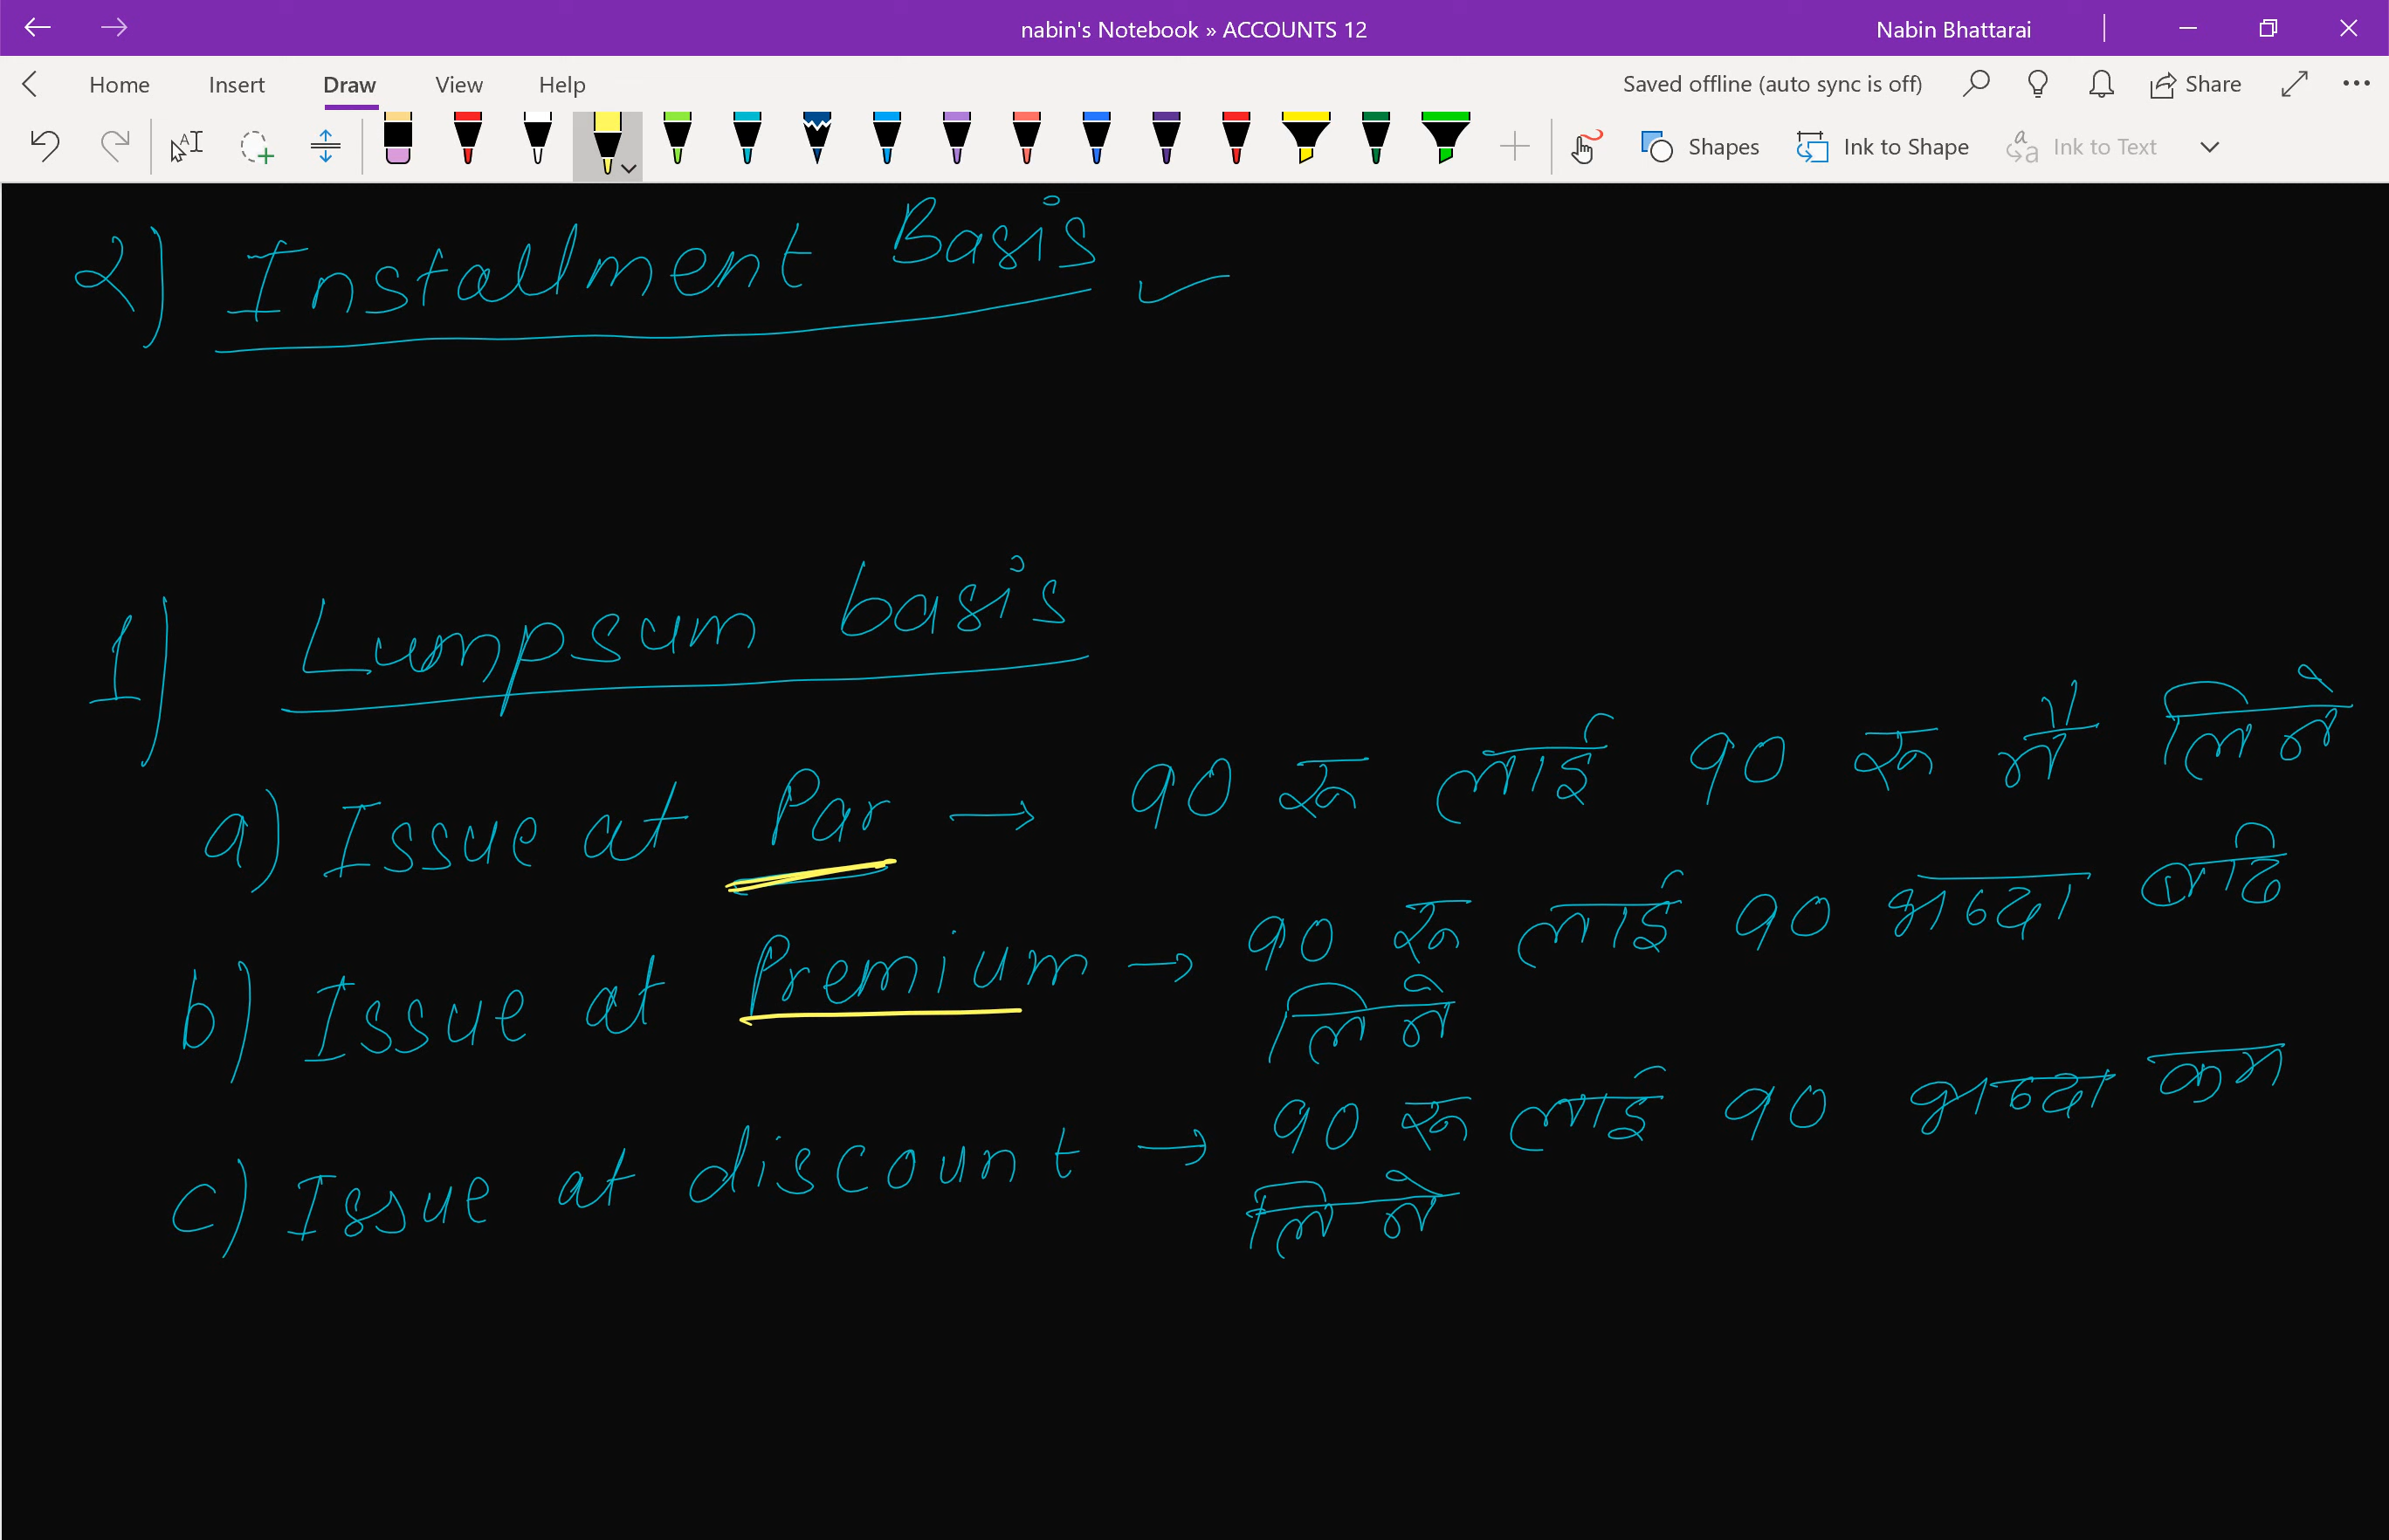 nabin's Notebook » ACCOUNTS 12
Nabin Bhattarai
Home Insert Draw View Help
Saved offline (auto sync is off) Share
Shapes Ink to Shape Ink to Text
2) Installment Basis ✓
1) Lumpsum basis
a) Issue at Par → १० रू लाई १० रू नै लिने
b) Issue at Premium → १० रू लाई १० भान्दा बढि
लिने
c) Issue at discount → १० रू लाई १० भान्दा कम
लिने